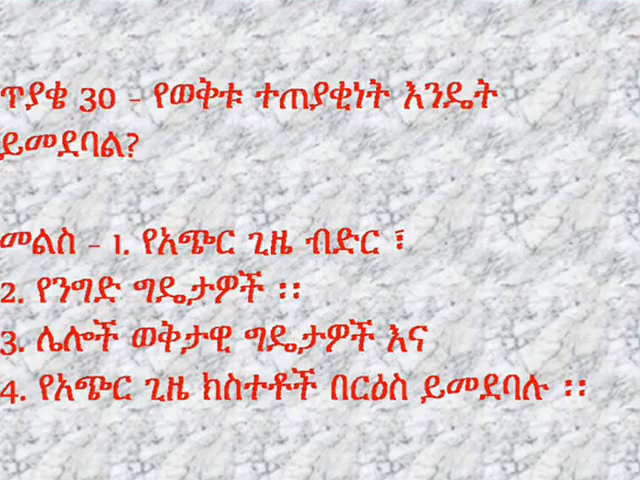 ጥያቄ 30 - የወቅቱ ተጠያቂነት እንዴት
ይመደባል?
መልስ - 1. የአጭር ጊዜ ብድር ፣
2. የንግድ ግዴታዎች ፡፡
3. ሌሎች ወቅታዊ ግዴታዎች እና
4. የአጭር ጊዜ ክስተቶች በርዕስ ይመደባሉ ፡፡